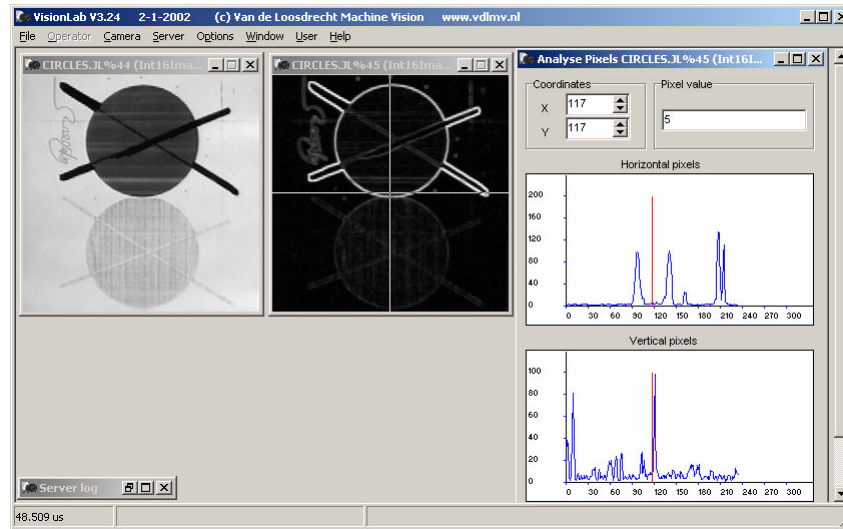 VisionLab V3.24 2-1-2002 (c) Van de Loosdrecht Machine Vision www.vdlmv.nl
File Operator Camera Server Options Window User Help
CIRCLES.JL%44 (Int16Ima...
CIRCLES.JL%45 (Int16Ima...
Analyse Pixels CIRCLES.JL%45 (Int16I...
Coordinates
X 117
Y 117
Pixel value
5
Horizontal pixels
200
160
120
80
40
0
0 30 60 90 120 150 180 210 240 270 300
Vertical pixels
100
80
60
40
20
0
0 30 60 90 120 150 180 210 240 270 300
Server log
48.509 us